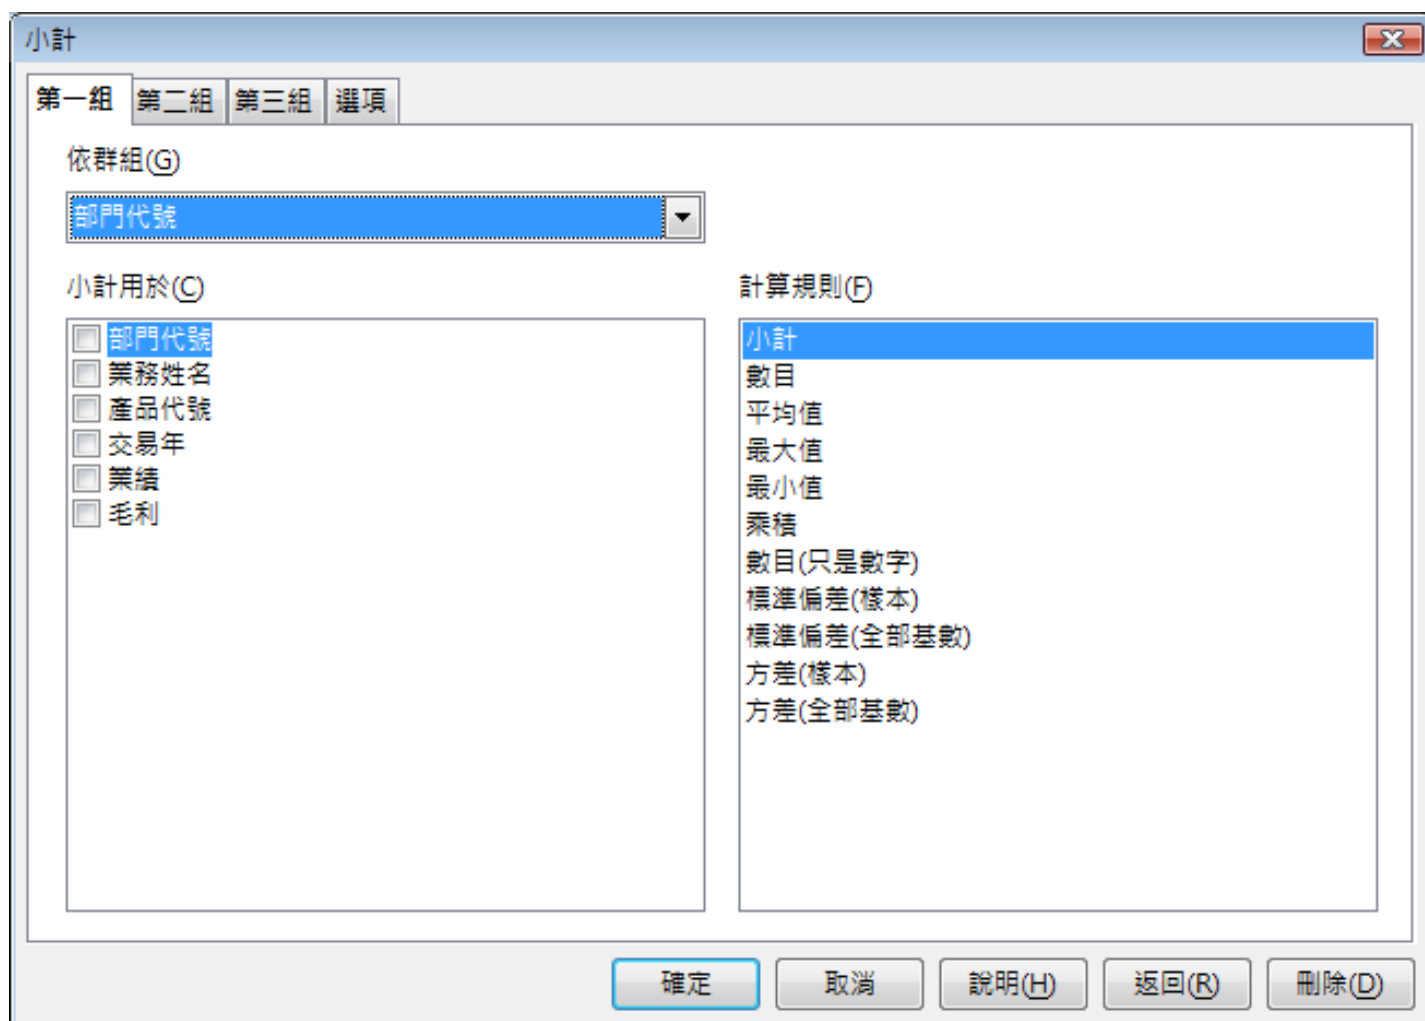 小計
第一組 第二組 第三組 選項
依群組(G)
部門代號
小計用於(C)
部門代號
業務姓名
產品代號
交易年
業績
毛利
計算規則(F)
小計
數目
平均值
最大值
最小值
乘積
數目(只是數字)
標準偏差(樣本)
標準偏差(全部基數)
方差(樣本)
方差(全部基數)
確定 取消 說明(H) 返回(R) 刪除(D)